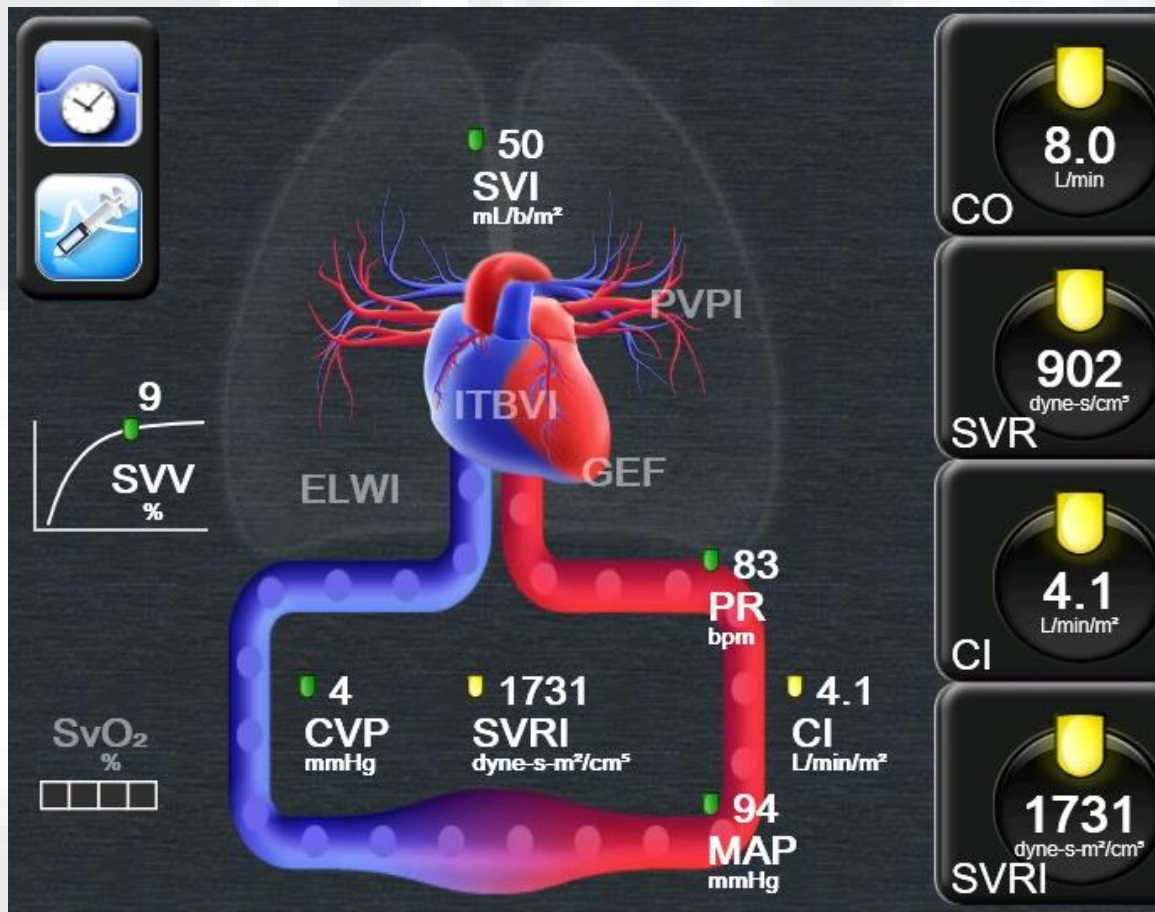 50
SVI
mL/b/m²
PVPI
ITBVI
GEF
ELWI
9
SVV
%
83
PR
bpm
4
CVP
mmHg
1731
SVRI
dyne-s-m²/cm⁵
4.1
CI
L/min/m²
SvO₂
%
94
MAP
mmHg
8.0
L/min
CO
902
dyne-s/cm⁵
SVR
4.1
L/min/m²
CI
1731
dyne-s-m²/cm⁵
SVRI